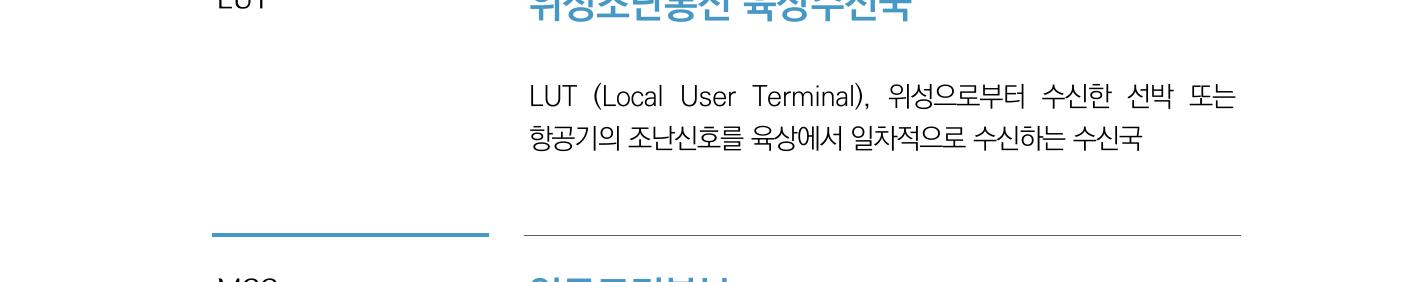 LUT
위성조난통신 육상수신국
LUT (Local User Terminal), 위성으로부터 수신한 선박 또는
항공기의 조난신호를 육상에서 일차적으로 수신하는 수신국